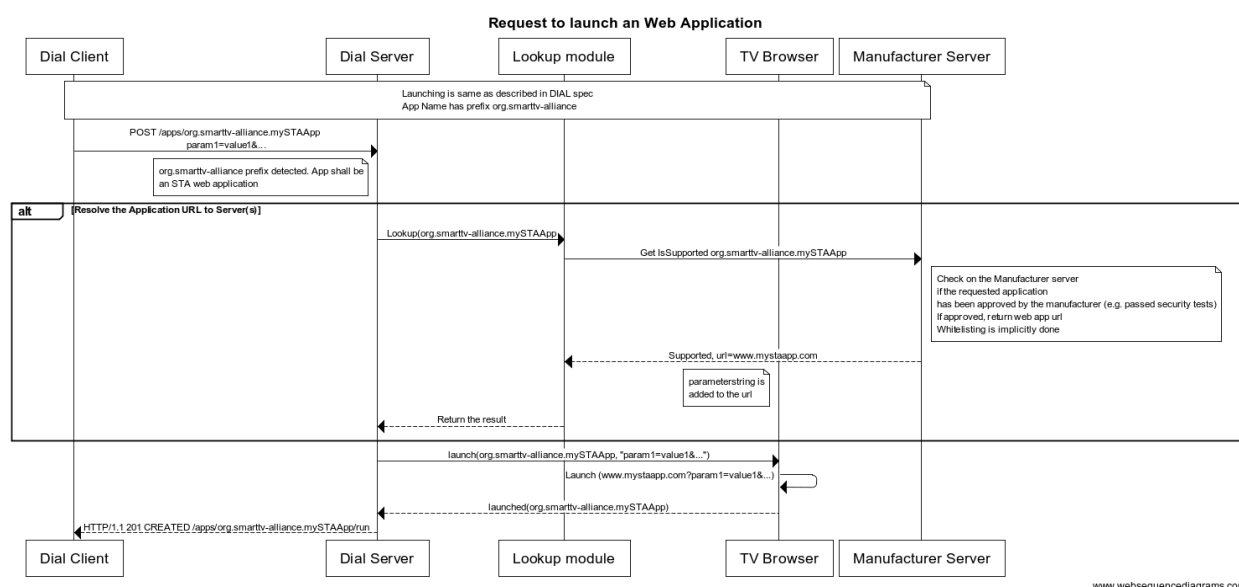 Request to launch an Web Application
Dial Client
Dial Server
Lookup module
TV Browser
Manufacturer Server
Launching is same as described in DIAL spec
App Name has prefix org.smarttv-alliance
POST /apps/org.smarttv-alliance.mySTAApp
param1=value1&...
org.smarttv-alliance prefix detected. App shall be
an STA web application
alt
[Resolve the Application URL to Server(s)]
Lookup(org.smarttv-alliance.mySTAApp
Get IsSupported org.smarttv-alliance.mySTAApp
Check on the Manufacturer server
if the requested application
has been approved by the manufacturer (e.g. passed security tests)
If approved, return web app url
Whitelisting is implicitly done
Supported, url=www.mystaapp.com
parameterstring is
added to the url
Return the result
launch(org.smarttv-alliance.mySTAApp, "param1=value1&...")
Launch (www.mystaapp.com?param1=value1&...)
launched(org.smarttv-alliance.mySTAApp)
HTTP/1.1 201 CREATED /apps/org.smarttv-alliance.mySTAApp/run
Dial Client
Dial Server
Lookup module
TV Browser
Manufacturer Server